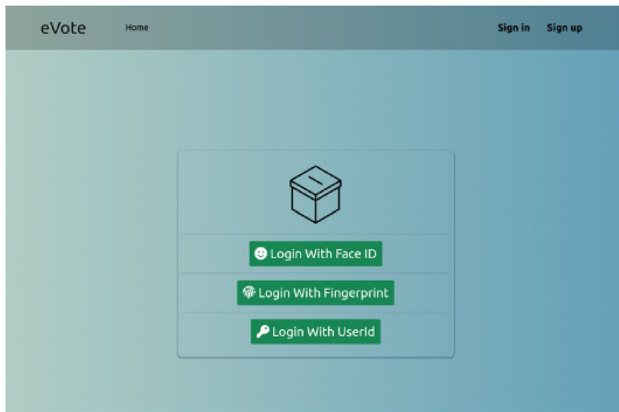 eVote Home Sign in Sign up
Login With Face ID
Login With Fingerprint
Login With UserId